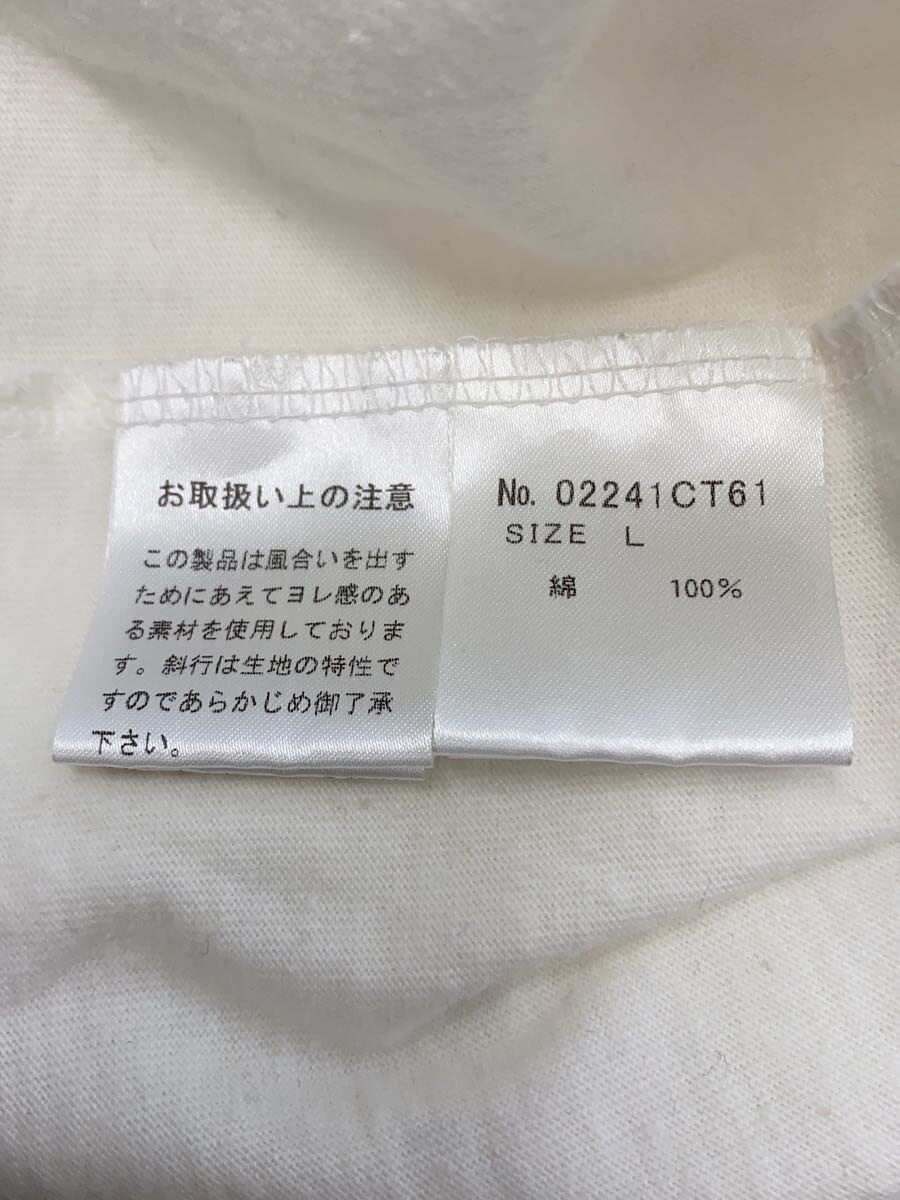 お取扱い上の注意
この製品は風合いを出す
ためにあえてヨレ感のあ
る素材を使用しておりま
す。斜行は生地の特性で
すのであらかじめ御了承
下さい。
No. 02241CT61
SIZE L
綿 100%